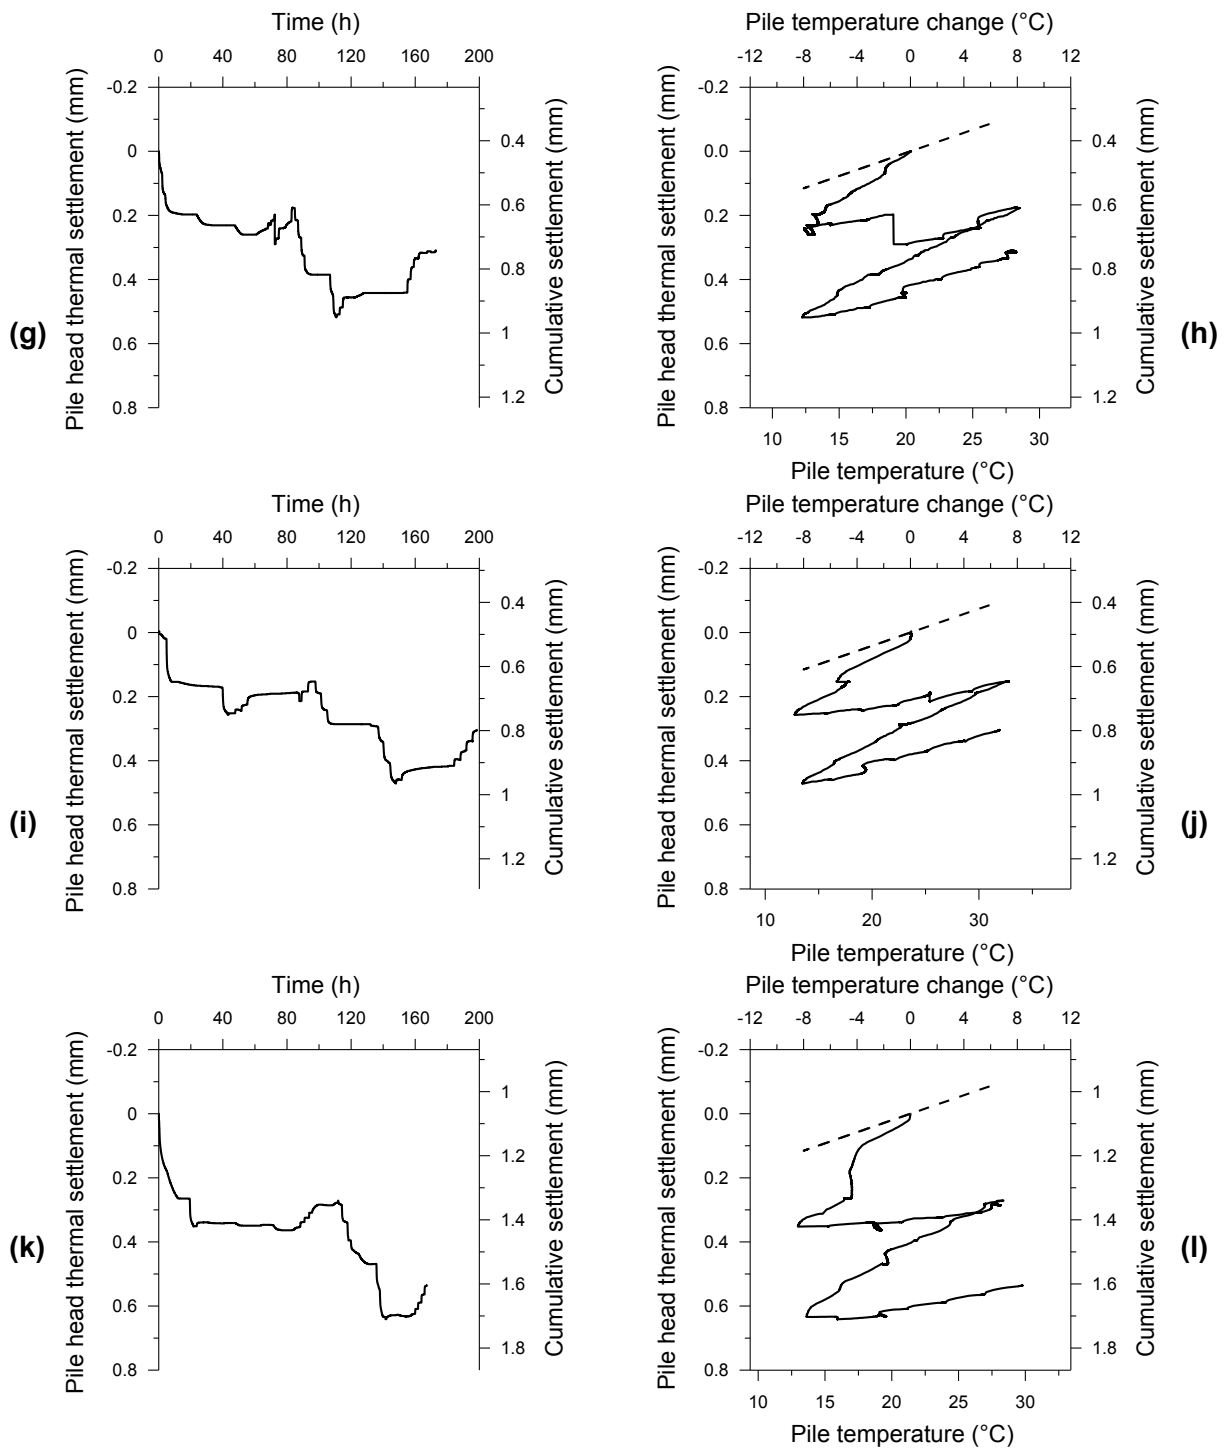 Time (h)
0 40 80 120 160 200
Pile head thermal settlement (mm)
-0.2
0
0.2
0.4
0.6
0.8
Cumulative settlement (mm)
0.4
0.6
0.8
1
1.2
(g)
Pile temperature change (°C)
-12 -8 -4 0 4 8 12
Pile head thermal settlement (mm)
-0.2
0.0
0.2
0.4
0.6
0.8
Cumulative settlement (mm)
0.4
0.6
0.8
1
1.2
10 15 20 25 30
Pile temperature (°C)
(h)
Time (h)
0 40 80 120 160 200
Pile head thermal settlement (mm)
-0.2
0
0.2
0.4
0.6
0.8
Cumulative settlement (mm)
0.4
0.6
0.8
1
1.2
(i)
Pile temperature change (°C)
-12 -8 -4 0 4 8 12
Pile head thermal settlement (mm)
-0.2
0.0
0.2
0.4
0.6
0.8
Cumulative settlement (mm)
0.4
0.6
0.8
1
1.2
10 20 30
Pile temperature (°C)
(j)
Time (h)
0 40 80 120 160 200
Pile head thermal settlement (mm)
-0.2
0
0.2
0.4
0.6
0.8
Cumulative settlement (mm)
1
1.2
1.4
1.6
1.8
(k)
Pile temperature change (°C)
-12 -8 -4 0 4 8 12
Pile head thermal settlement (mm)
-0.2
0.0
0.2
0.4
0.6
0.8
Cumulative settlement (mm)
1
1.2
1.4
1.6
1.8
10 15 20 25 30
Pile temperature (°C)
(l)